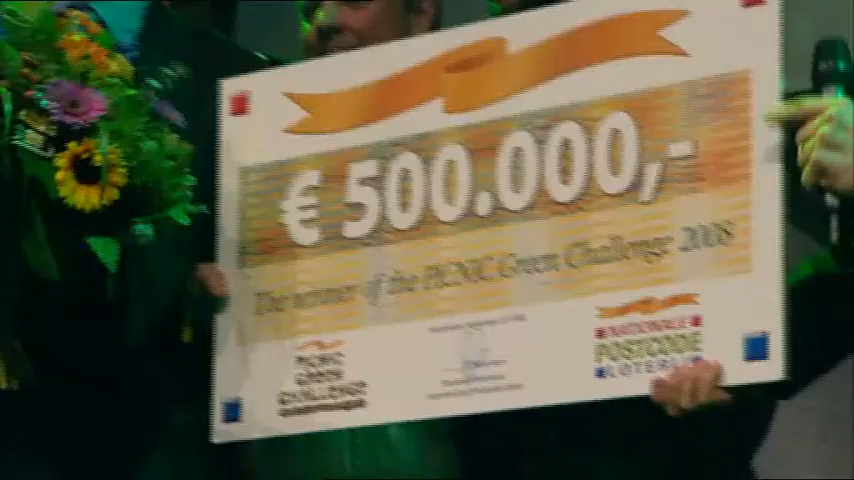 € 500.000,-
The winner of the PICNIC Green Challenge 2008
PICNIC
GREEN
CHALLENGE
NATIONALE
POSTCODE
LOTERIJ